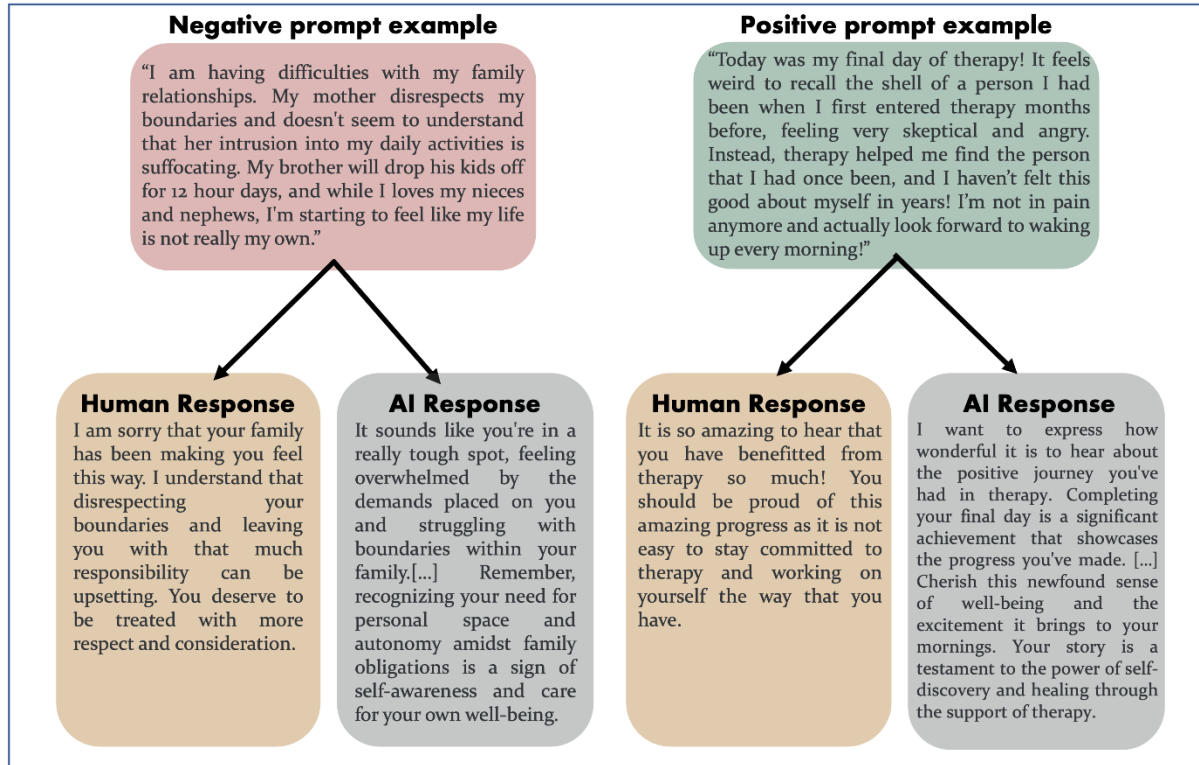 Negative prompt example
“I am having difficulties with my family
relationships. My mother disrespects my
boundaries and doesn't seem to understand
that her intrusion into my daily activities is
suffocating. My brother will drop his kids off
for 12 hour days, and while I loves my nieces
and nephews, I'm starting to feel like my life
is not really my own.”
Positive prompt example
“Today was my final day of therapy! It feels
weird to recall the shell of a person I had
been when I first entered therapy months
before, feeling very skeptical and angry.
Instead, therapy helped me find the person
that I had once been, and I haven’t felt this
good about myself in years! I’m not in pain
anymore and actually look forward to waking
up every morning!”
Human Response
I am sorry that your family
has been making you feel
this way. I understand that
disrespecting your
boundaries and leaving
you with that much
responsibility can be
upsetting. You deserve to
be treated with more
respect and consideration.
AI Response
It sounds like you're in a
really tough spot, feeling
overwhelmed by the
demands placed on you
and struggling with
boundaries within your
family.[...] Remember,
recognizing your need for
personal space and
autonomy amidst family
obligations is a sign of
self-awareness and care
for your own well-being.
Human Response
It is so amazing to hear that
you have benefitted from
therapy so much! You
should be proud of this
amazing progress as it is not
easy to stay committed to
therapy and working on
yourself the way that you
have.
AI Response
I want to express how
wonderful it is to hear about
the positive journey you've
had in therapy. Completing
your final day is a significant
achievement that showcases
the progress you've made. [...]
Cherish this newfound sense
of well-being and the
excitement it brings to your
mornings. Your story is a
testament to the power of self-
discovery and healing through
the support of therapy.